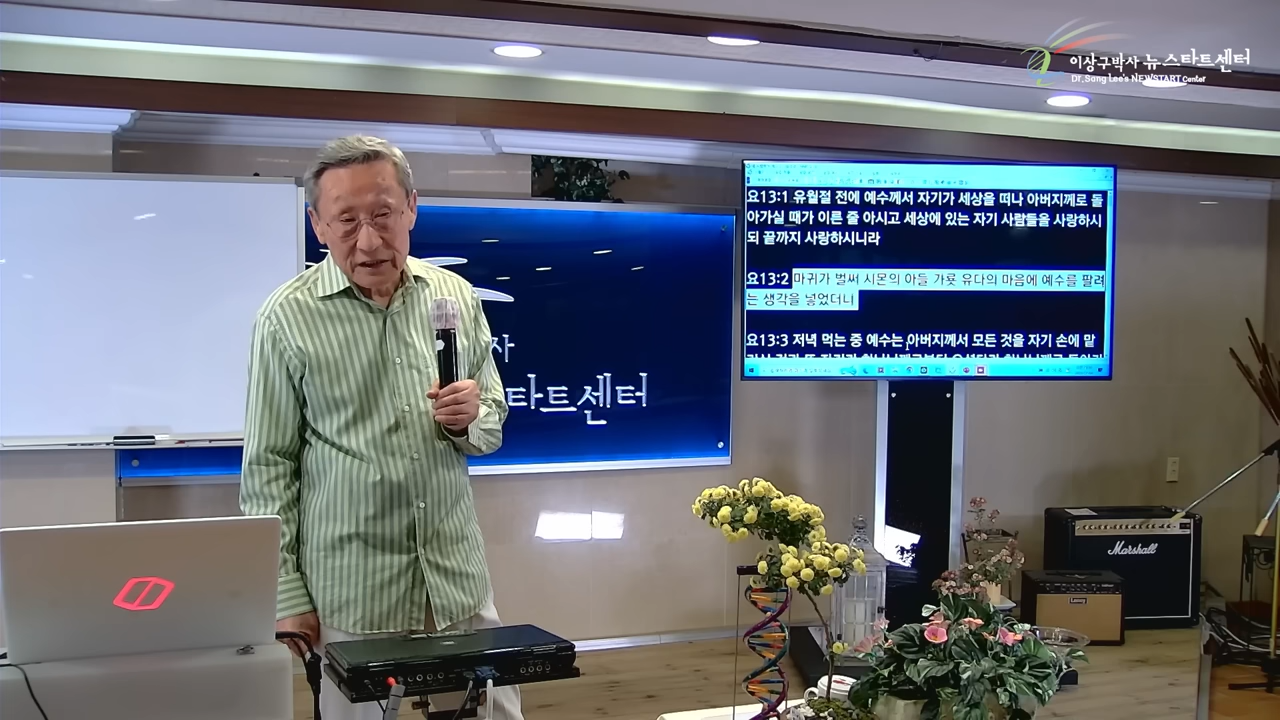 이상구박사 뉴스타트센터
Dr. Sang Lee's NEWSTART Center
요13:1 유월절 전에 예수께서 자기가 세상을 떠나 아버지께로 돌
아가실 때가 이른 줄 아시고 세상에 있는 자기 사람들을 사랑하시
되 끝까지 사랑하시니라
요13:2 마귀가 벌써 시몬의 아들 가룟 유다의 마음에 예수를 팔려
는 생각을 넣었더니
요13:3 저녁 먹는 중 예수는 아버지께서 모든 것을 자기 손에 맡
자
타트센터
Marshall
Laney